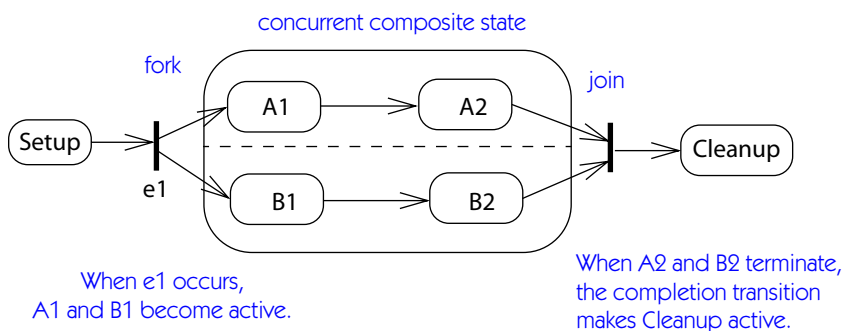 concurrent composite state
fork
join
A1
A2
Setup
Cleanup
e1
B1
B2
When e1 occurs,
A1 and B1 become active.
When A2 and B2 terminate,
the completion transition
makes Cleanup active.